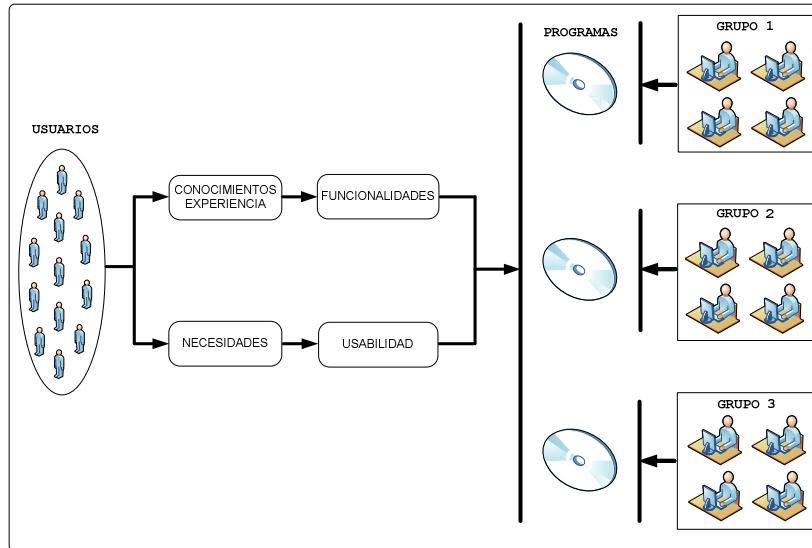 USUARIOS
CONOCIMIENTOS
EXPERIENCIA
FUNCIONALIDADES
NECESIDADES
USABILIDAD
PROGRAMAS
GRUPO 1
GRUPO 2
GRUPO 3